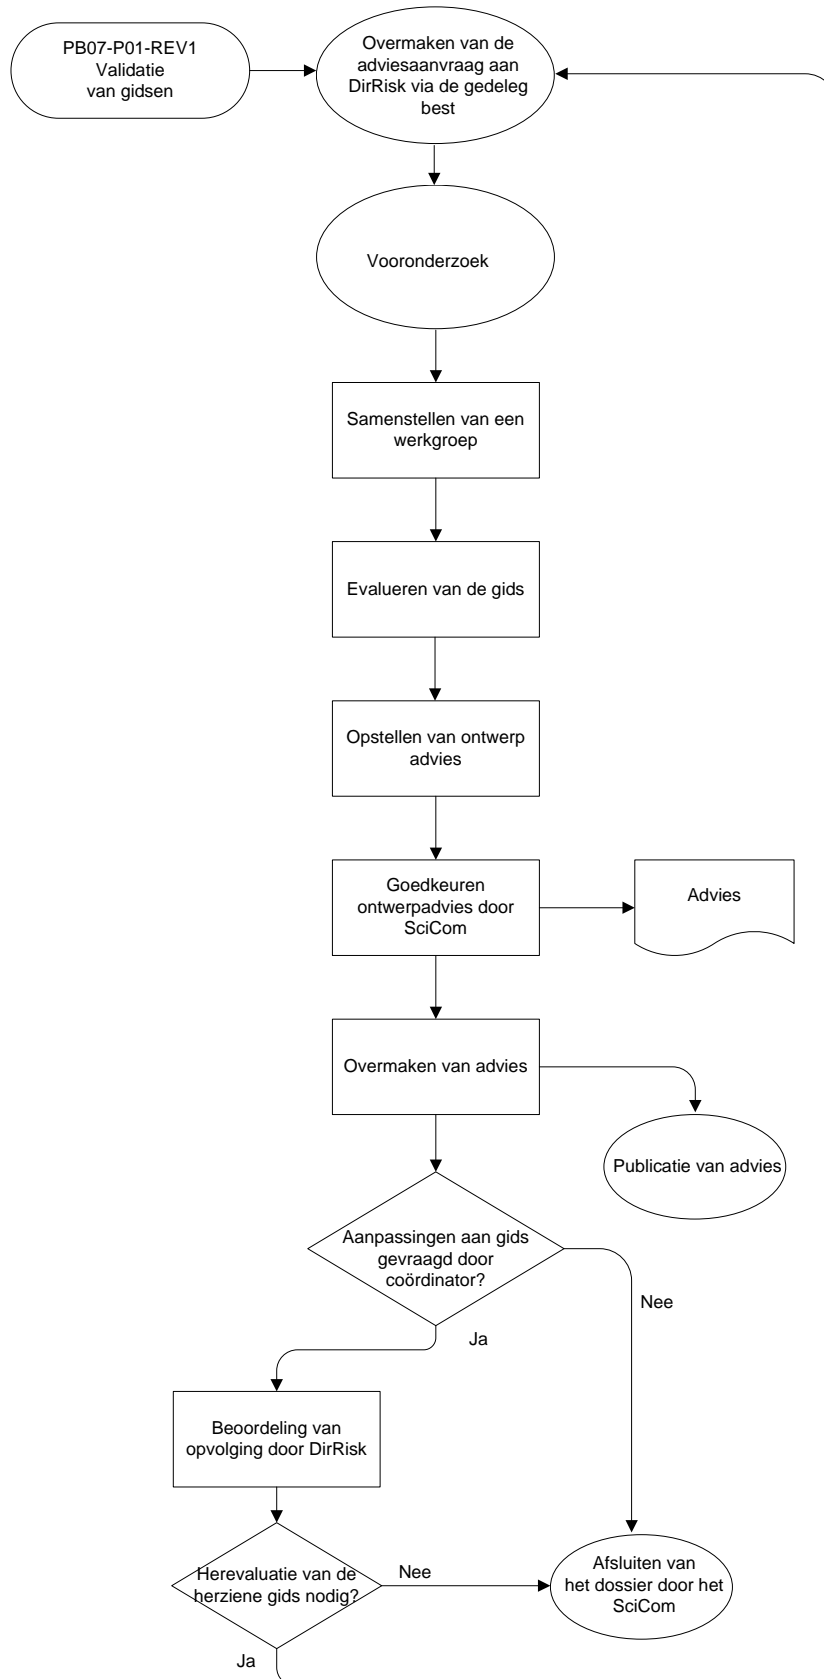 PB07-P01-REV1
Validatie
van gidsen
Overmaken van de
adviesaanvraag aan
DirRisk via de gedeleg
best
Vooronderzoek
Samenstellen van een
werkgroep
Evalueren van de gids
Opstellen van ontwerp
advies
Goedkeuren
ontwerpadvies door
SciCom
Advies
Overmaken van advies
Publicatie van advies
Aanpassingen aan gids
gevraagd door
coördinator?
Nee
Ja
Beoordeling van
opvolging door DirRisk
Herevaluatie van de
herziene gids nodig?
Nee
Afsluiten van
het dossier door het
SciCom
Ja